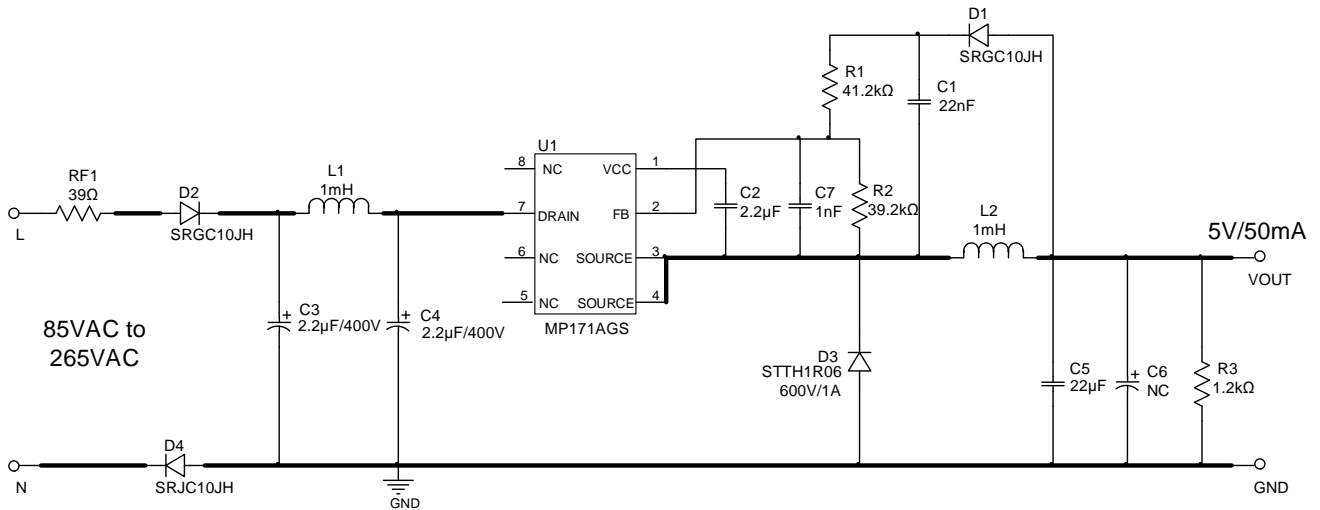 D1
SRGC10JH
R1
41.2kΩ
C1
22nF
U1
8
NC
VCC
1
7
DRAIN
FB
2
6
NC
SOURCE
3
5
NC
SOURCE
4
MP171AGS
C2
2.2µF
C7
1nF
R2
39.2kΩ
RF1
39Ω
L
D2
SRGC10JH
L1
1mH
L2
1mH
5V/50mA
VOUT
C3
2.2µF/400V
C4
2.2µF/400V
85VAC to
265VAC
D3
STTH1R06
600V/1A
C5
22µF
C6
NC
R3
1.2kΩ
D4
SRJC10JH
N
GND
GND